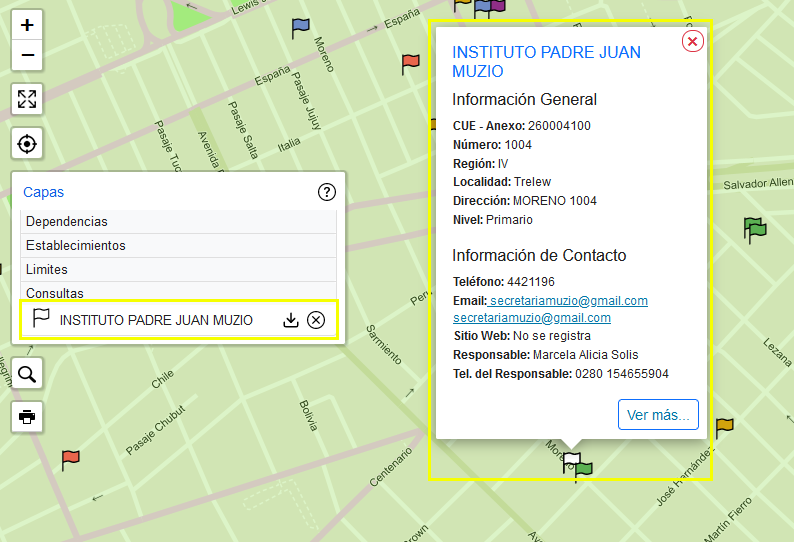 Lewis Jones
España
Moreno
España
Pasaje Jujuy
Pasaje Salta
Italia
Avenida
Pasaje Tuc
Salvador Allen
+
−
Capas
?
Dependencias
Establecimientos
Limites
Consultas
INSTITUTO PADRE JUAN MUZIO
INSTITUTO PADRE JUAN
MUZIO
Información General
CUE - Anexo: 260004100
Número: 1004
Región: IV
Localidad: Trelew
Dirección: MORENO 1004
Nivel: Primario
Información de Contacto
Teléfono: 4421196
Email: secretariamuzio@gmail.com
secretariamuzio@gmail.com
Sitio Web: No se registra
Responsable: Marcela Alicia Solis
Tel. del Responsable: 0280 154655904
Ver más...
Sarmiento
Lezana
Chile
Pasaje Chubut
Bolivia
Centenario
Moreno
José Hernández
Martín Fierro